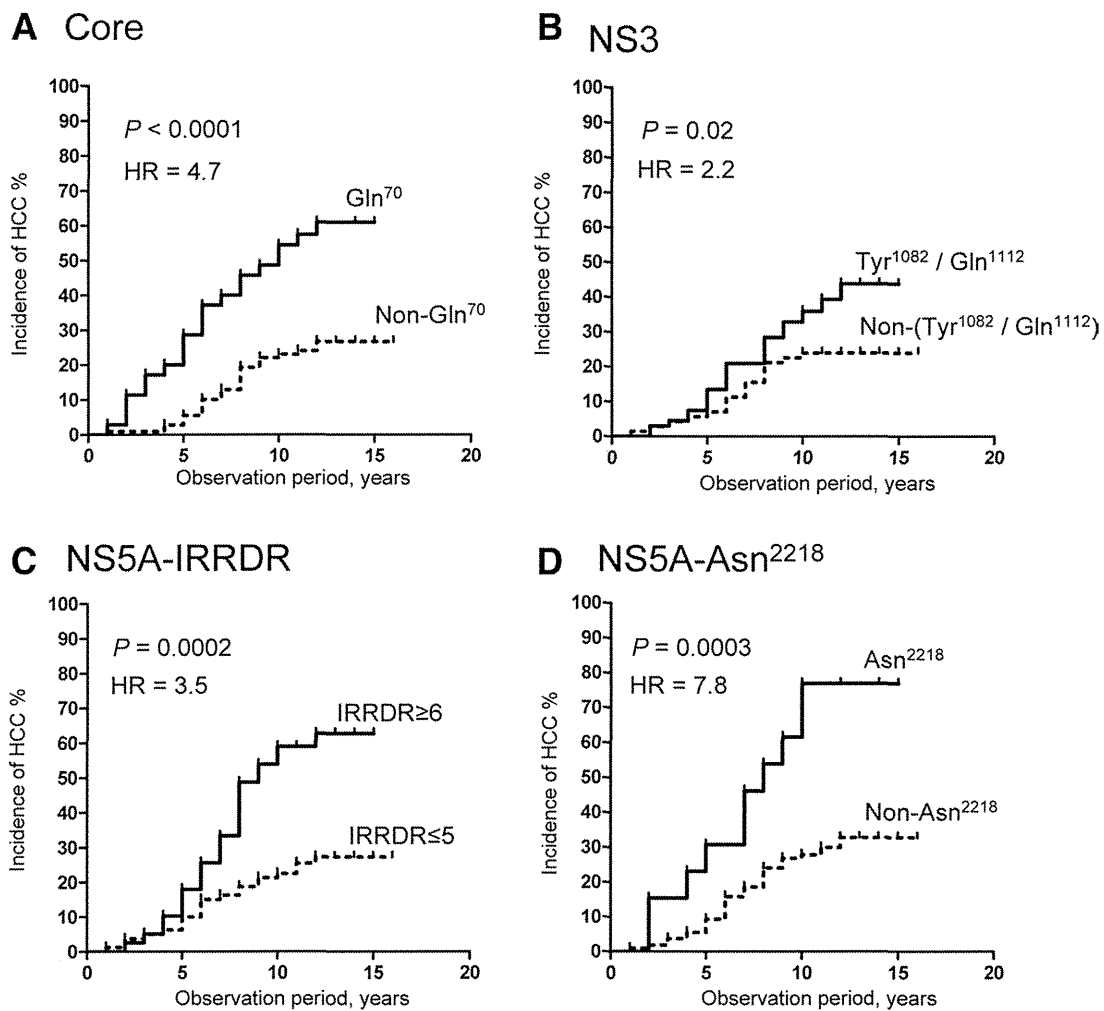 A Core
Incidence of HCC %
100
90
80
70
60
50
40
30
20
10
0
P < 0.0001
HR = 4.7
Gln⁷⁰
Non-Gln⁷⁰
0 5 10 15 20
Observation period, years
B NS3
Incidence of HCC %
100
90
80
70
60
50
40
30
20
10
0
P = 0.02
HR = 2.2
Tyr¹⁰⁸² / Gln¹¹¹²
Non-(Tyr¹⁰⁸² / Gln¹¹¹²)
0 5 10 15 20
Observation period, years
C NS5A-IRRDR
Incidence of HCC %
100
90
80
70
60
50
40
30
20
10
0
P = 0.0002
HR = 3.5
IRRDR≥6
IRRDR≤5
0 5 10 15 20
Observation period, years
D NS5A-Asn²²¹⁸
Incidence of HCC %
100
90
80
70
60
50
40
30
20
10
0
P = 0.0003
HR = 7.8
Asn²²¹⁸
Non-Asn²²¹⁸
0 5 10 15 20
Observation period, years